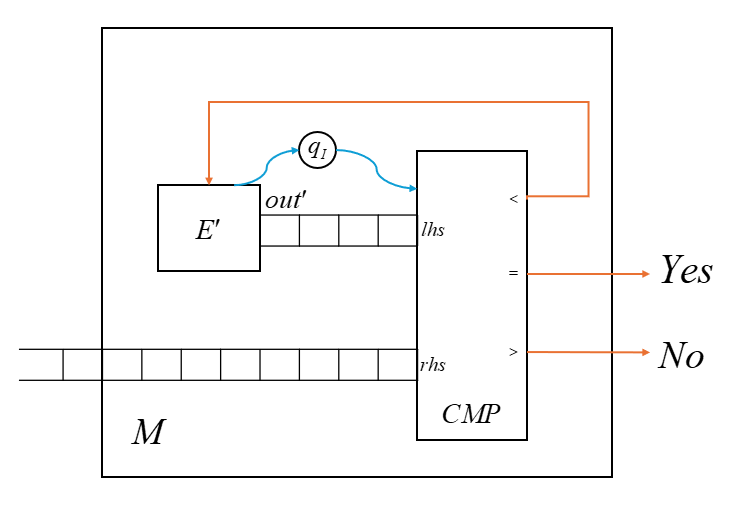 q_I
out'
E'
lhs
<
=
Yes
>
No
rhs
CMP
M